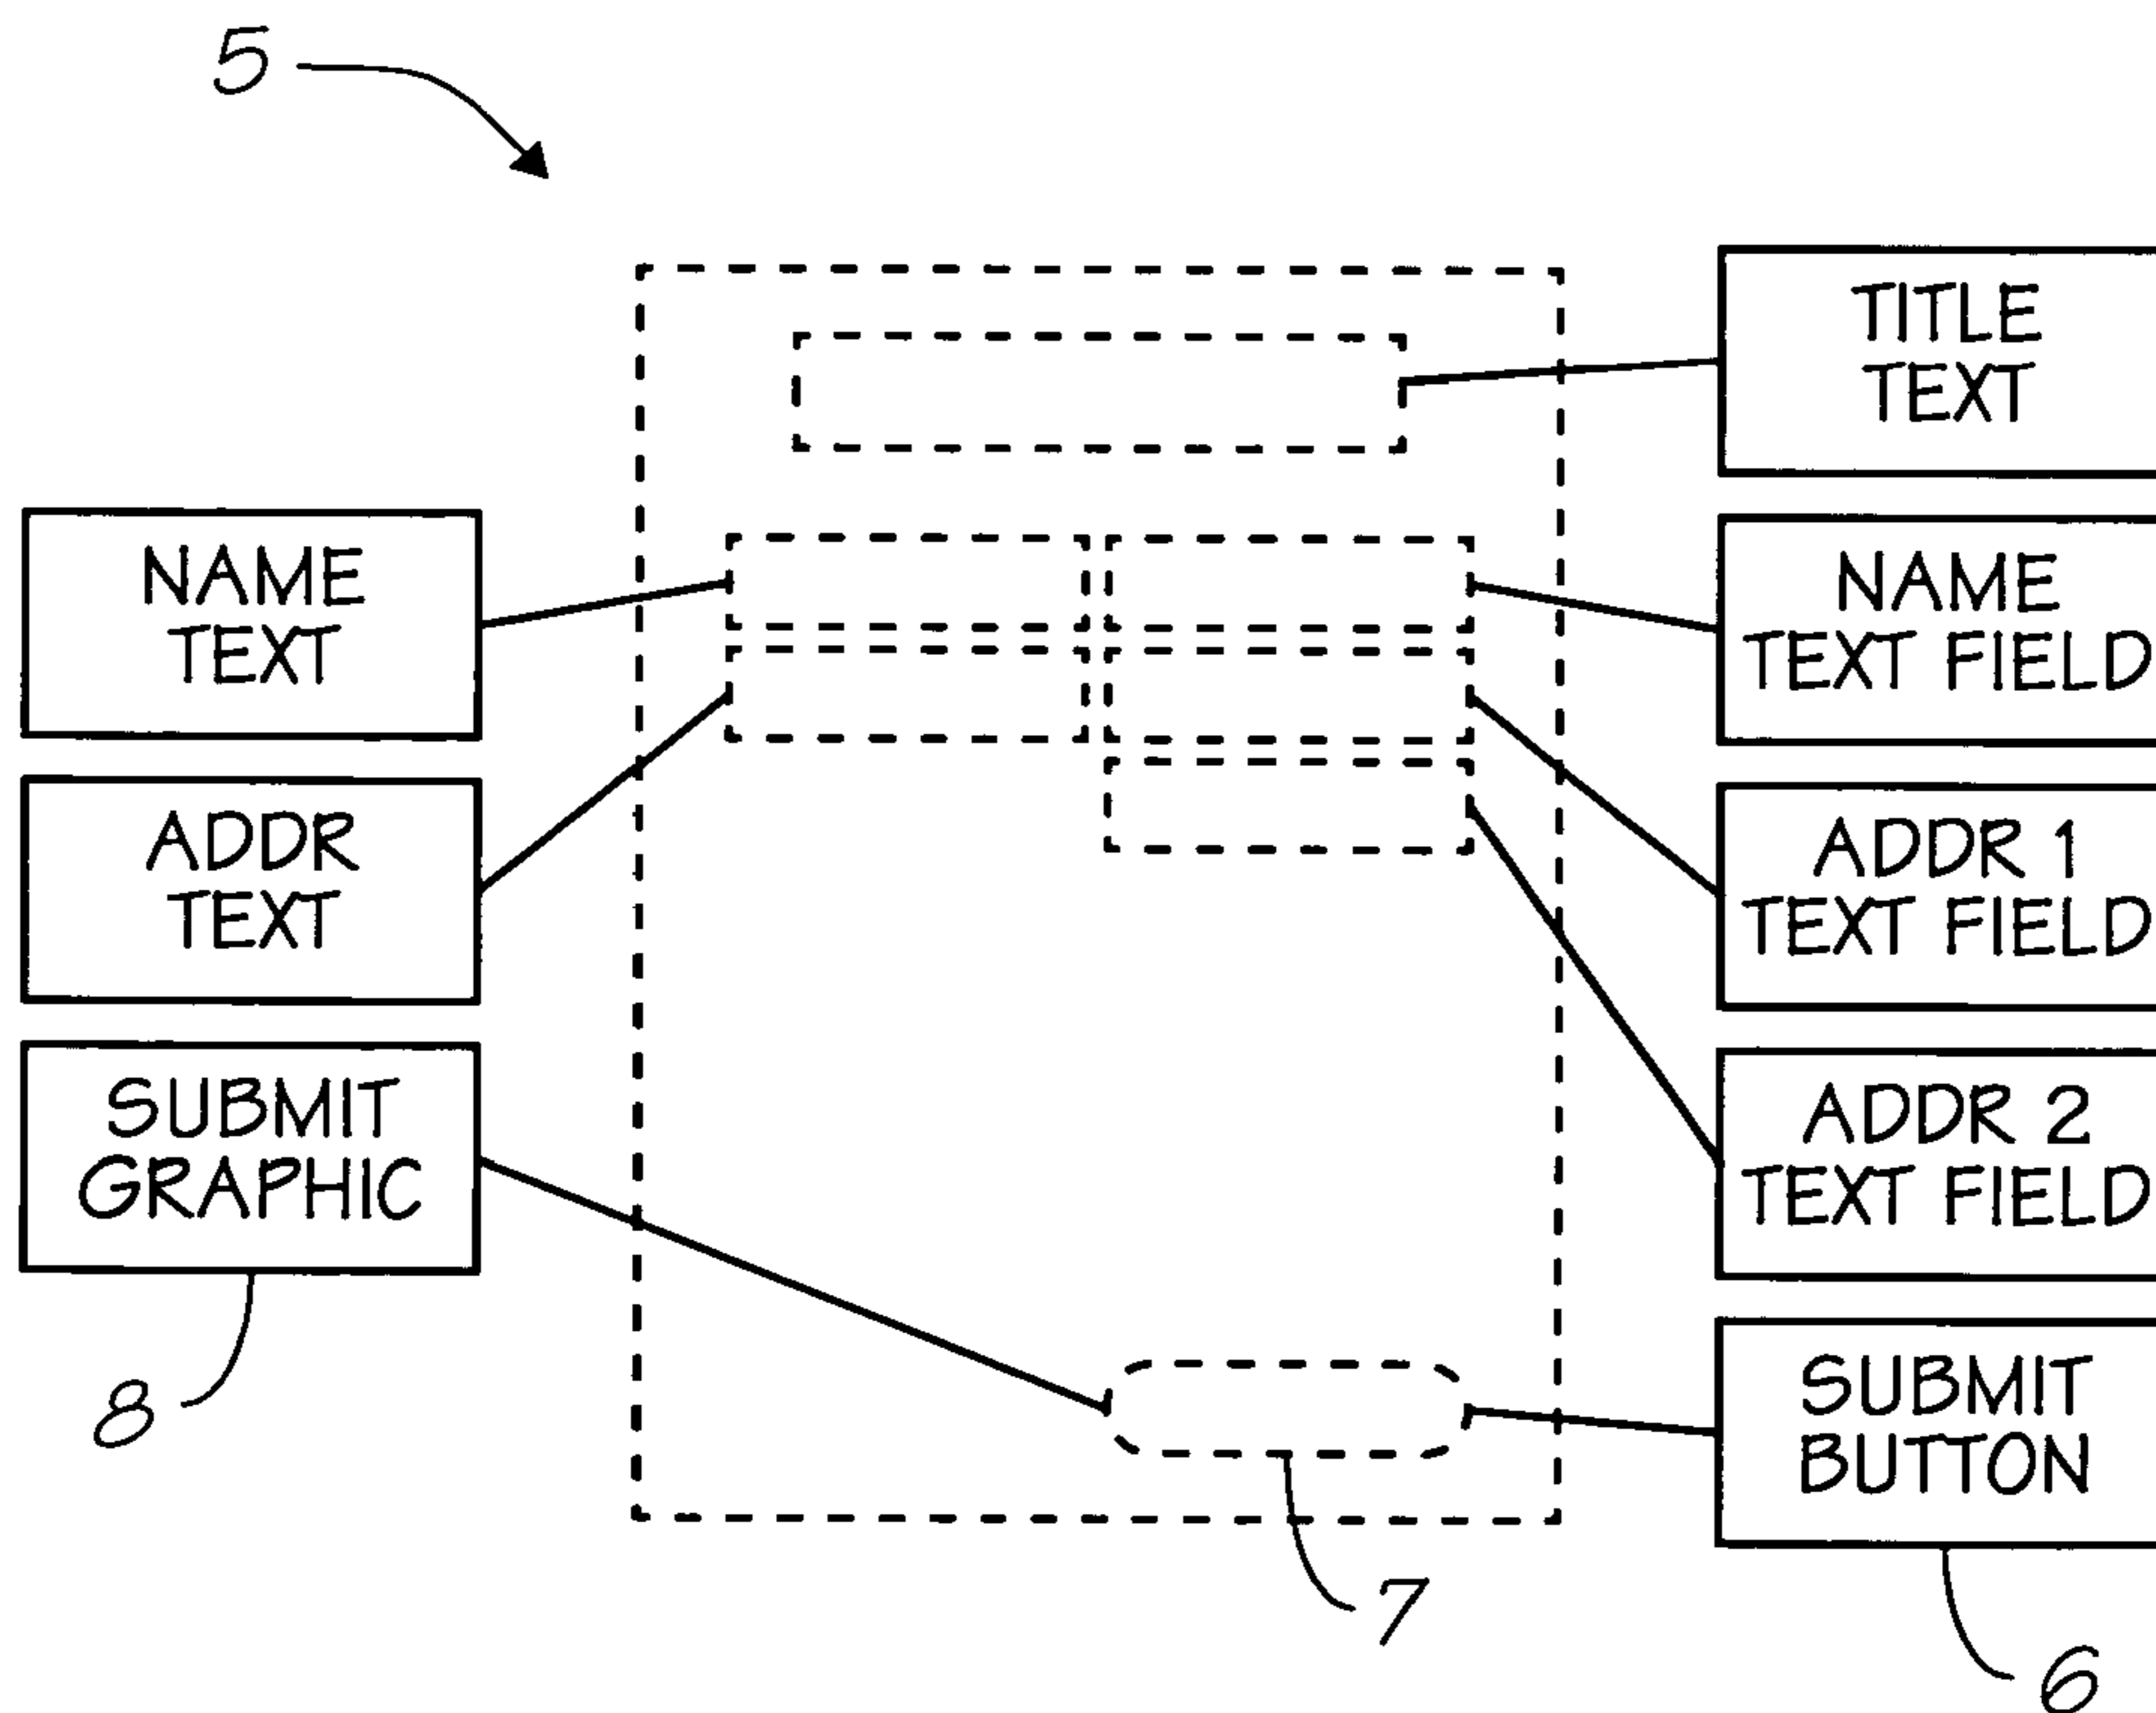 5
TITLE
TEXT
NAME
TEXT
NAME
TEXT FIELD
ADDR
TEXT
ADDR 1
TEXT FIELD
SUBMIT
GRAPHIC
ADDR 2
TEXT FIELD
8
SUBMIT
BUTTON
7
6